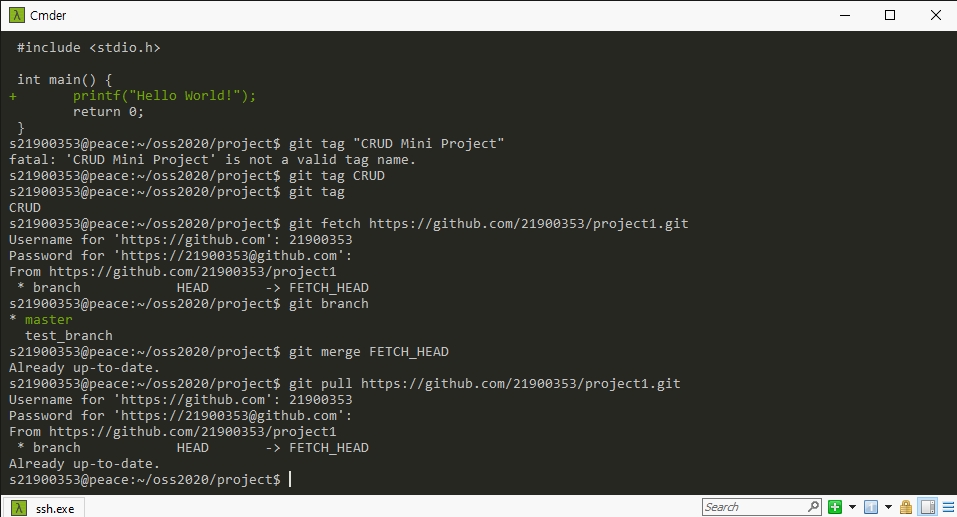 λ Cmder
#include <stdio.h>
int main() {
+       printf("Hello World!");
        return 0;
}
s21900353@peace:~/oss2020/project$ git tag "CRUD Mini Project"
fatal: 'CRUD Mini Project' is not a valid tag name.
s21900353@peace:~/oss2020/project$ git tag CRUD
s21900353@peace:~/oss2020/project$ git tag
CRUD
s21900353@peace:~/oss2020/project$ git fetch https://github.com/21900353/project1.git
Username for 'https://github.com': 21900353
Password for 'https://21900353@github.com':
From https://github.com/21900353/project1
 * branch            HEAD       -> FETCH_HEAD
s21900353@peace:~/oss2020/project$ git branch
* master
  test_branch
s21900353@peace:~/oss2020/project$ git merge FETCH_HEAD
Already up-to-date.
s21900353@peace:~/oss2020/project$ git pull https://github.com/21900353/project1.git
Username for 'https://github.com': 21900353
Password for 'https://21900353@github.com':
From https://github.com/21900353/project1
 * branch            HEAD       -> FETCH_HEAD
Already up-to-date.
s21900353@peace:~/oss2020/project$
λ ssh.exe
Search